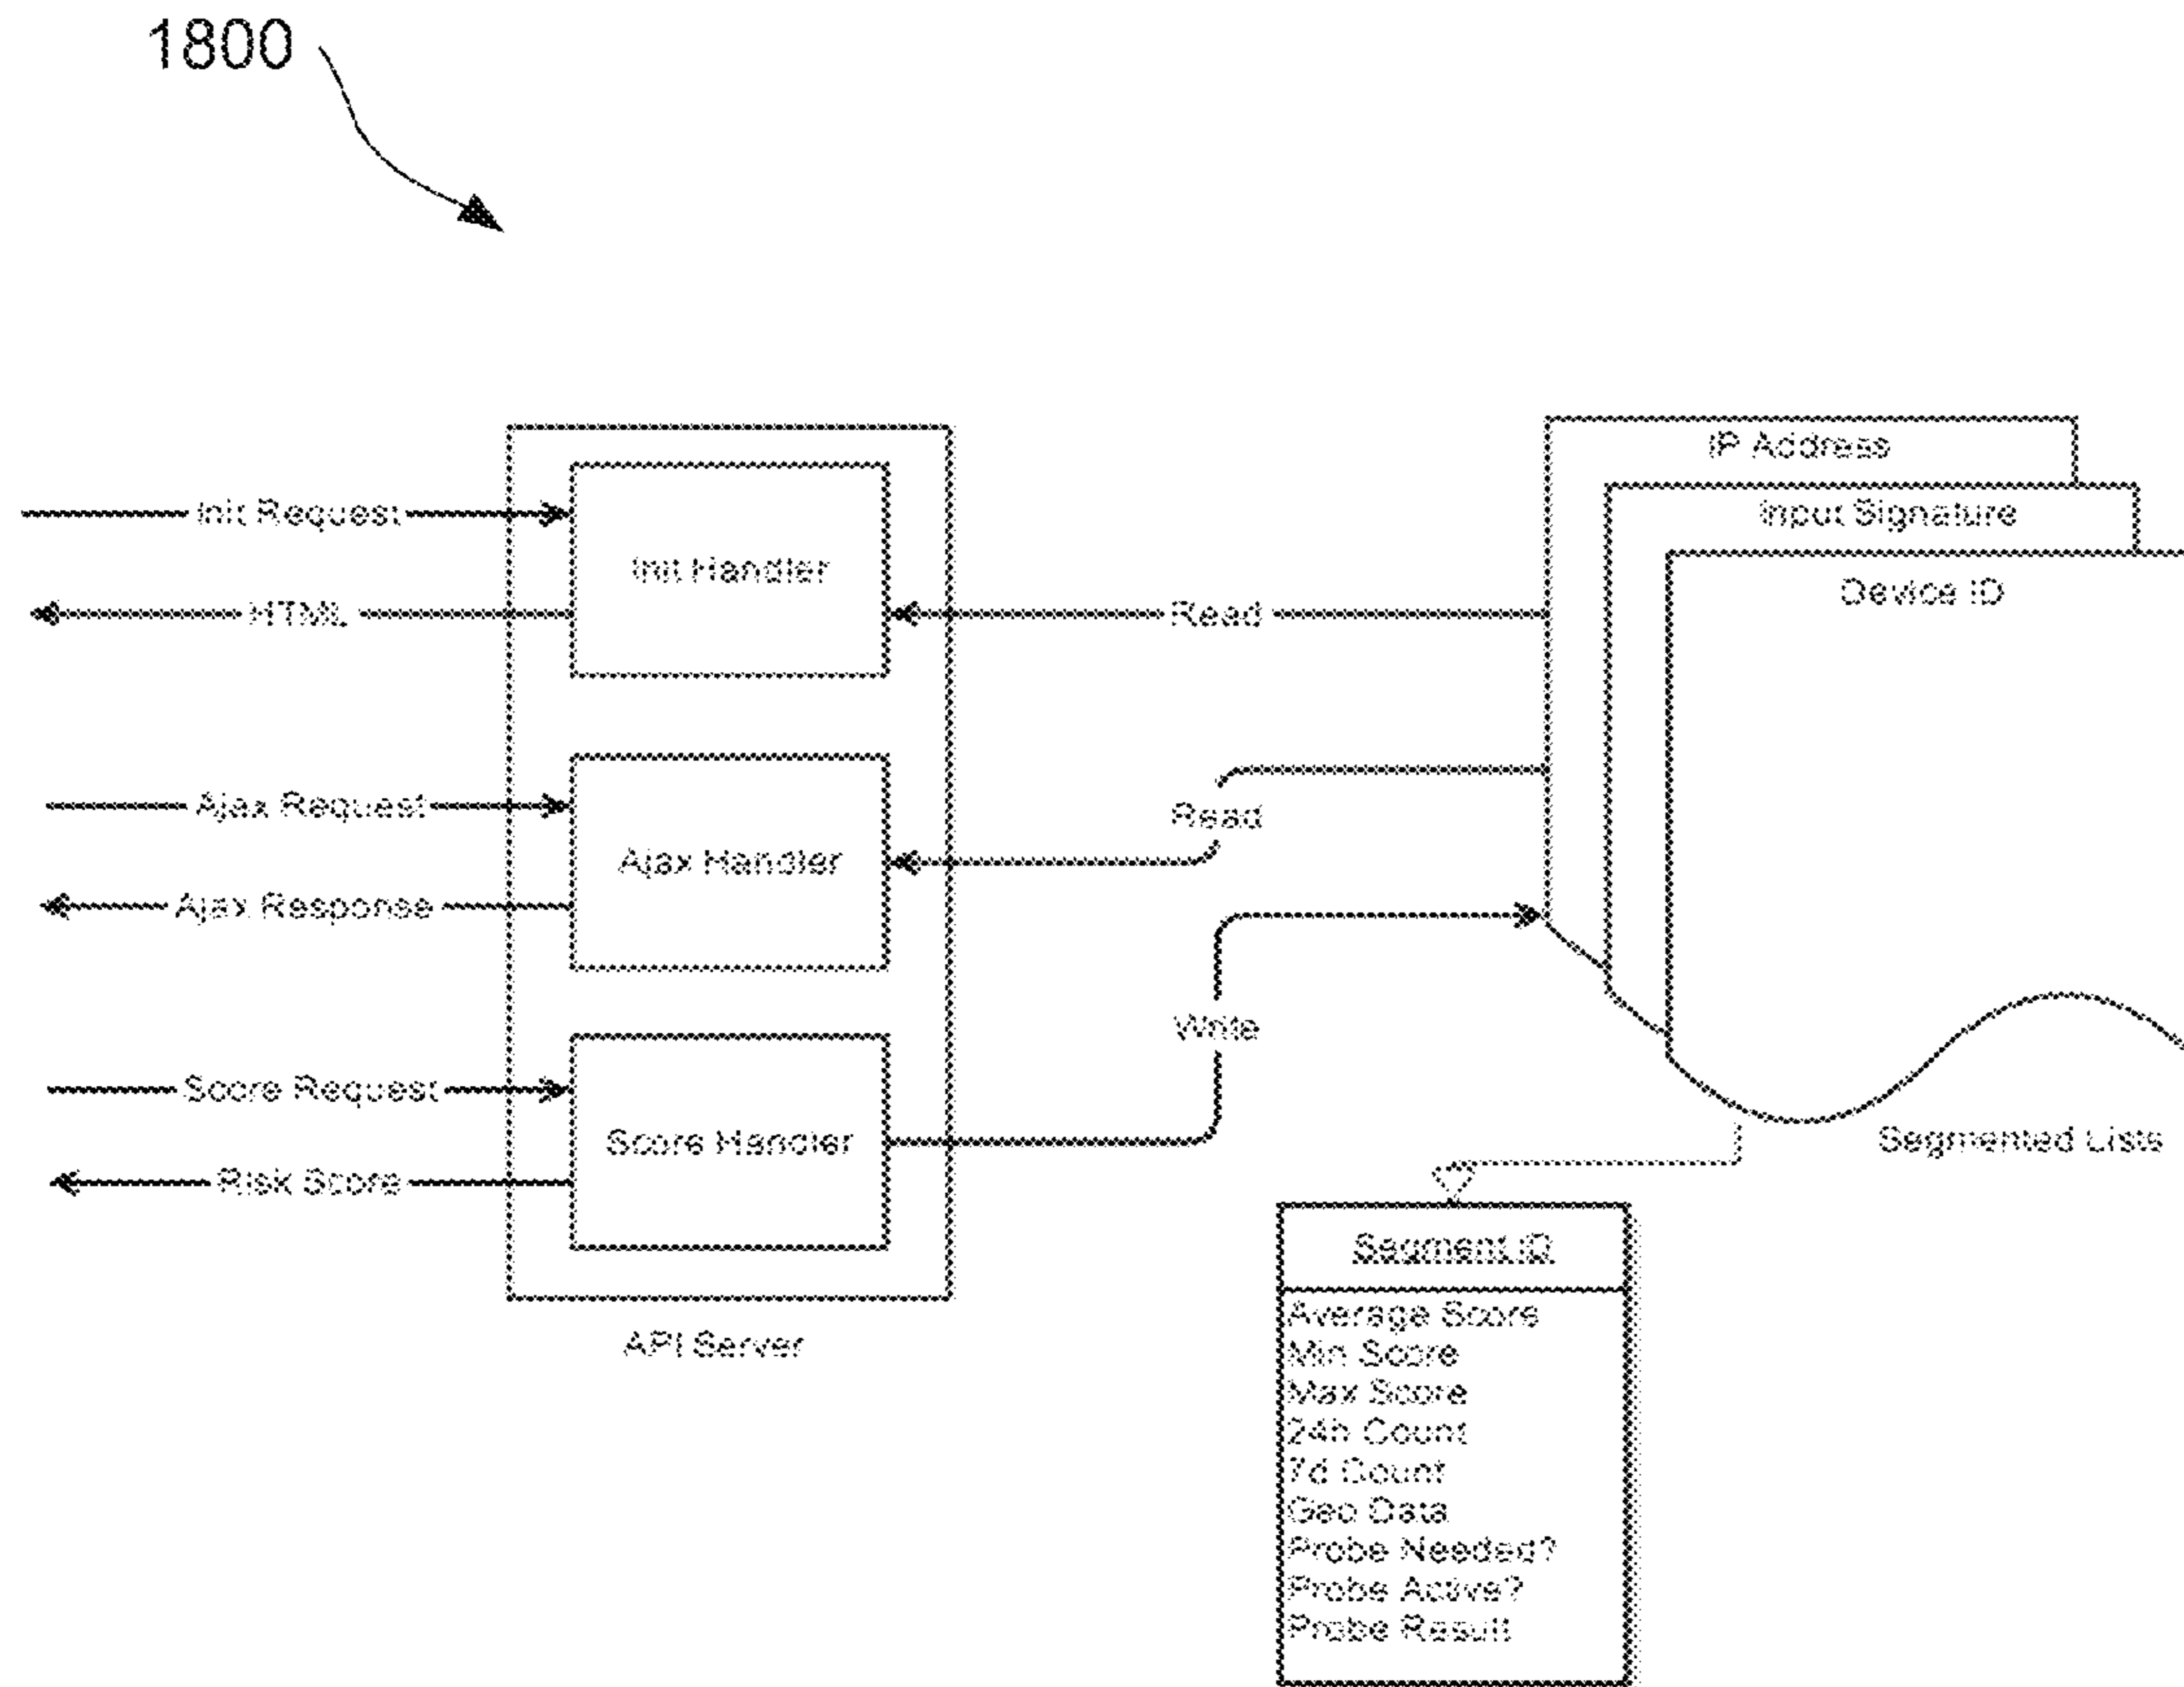 1800
IP Address
Input Signature
Device ID
Init Request
Init Handler
HTML
Read
Ajax Request
Read
Ajax Handler
Ajax Response
Write
Score Request
Score Handler
Risk Score
Segmented Lists
Segment ID
API Server
Average Score
Min Score
Max Score
24h Count
7d Count
Geo Data
Probe Needed?
Probe Active?
Probe Result